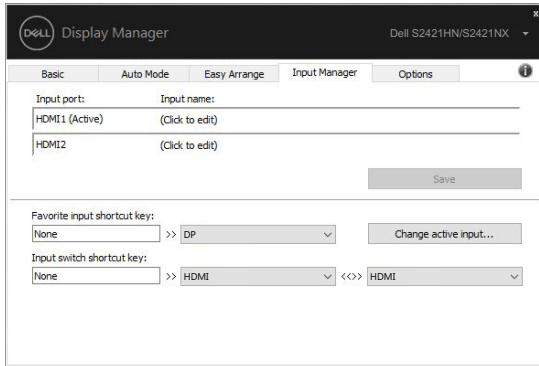 DELL Display Manager Dell S2421HN/S2421NX
x
Basic Auto Mode Easy Arrange Input Manager Options
Input port: Input name:
HDMI1 (Active) (Click to edit)
HDMI2 (Click to edit)
Save
Favorite input shortcut key:
None >> DP Change active input...
Input switch shortcut key:
None >> HDMI <<>> HDMI